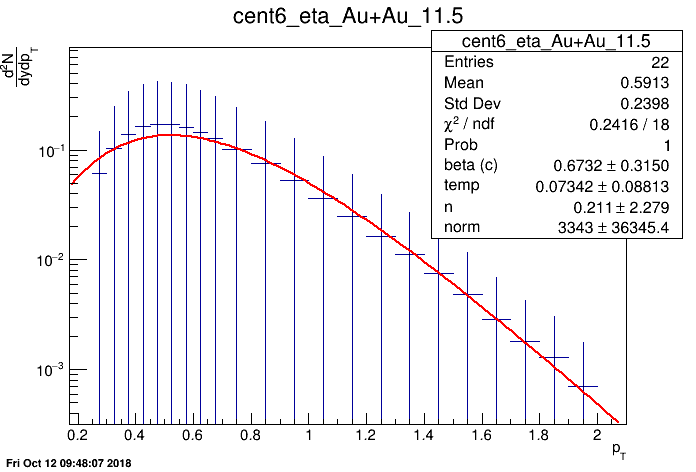 cent6_eta_Au+Au_11.5
d²N
dydp_T
cent6_eta_Au+Au_11.5
Entries 22
Mean 0.5913
Std Dev 0.2398
χ² / ndf 0.2416 / 18
Prob 1
beta (c) 0.6732 ± 0.3150
temp 0.07342 ± 0.08813
n 0.211 ± 2.279
norm 3343 ± 36345.4
10⁻¹
10⁻²
10⁻³
0.2 0.4 0.6 0.8 1 1.2 1.4 1.6 1.8 2
p_T
Fri Oct 12 09:48:07 2018